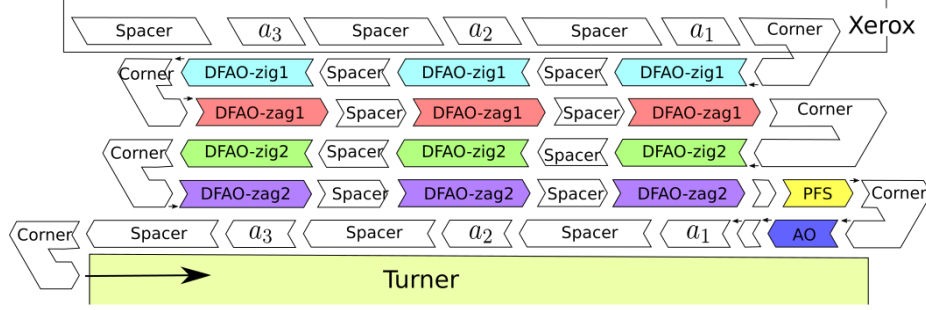 Spacer a₃ Spacer a₂ Spacer a₁ Corner Xerox
Corner DFAO-zig1 Spacer DFAO-zig1 Spacer DFAO-zig1
DFAO-zag1 Spacer DFAO-zag1 Spacer DFAO-zag1 Corner
Corner DFAO-zig2 Spacer DFAO-zig2 Spacer DFAO-zig2
DFAO-zag2 Spacer DFAO-zag2 Spacer DFAO-zag2 PFS Corner
Corner Spacer a₃ Spacer a₂ Spacer a₁ AO
Turner